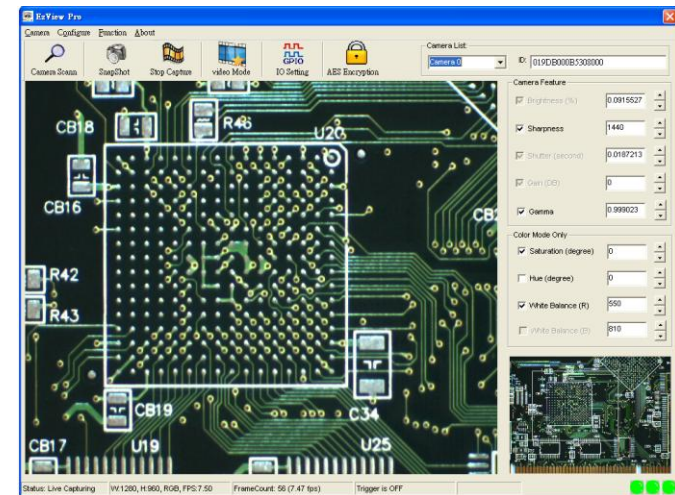 EzView Pro
Camera Configure Function About
Camera Scann
SnapShot
Stop Capture
video Mode
GPIO
IO Setting
AES Encryption
Camera List
Camera 0
ID: 019DB000B5308000
Camera Feature
Brightness (%) 0.0915527
Sharpness 1440
Shutter (second) 0.0187213
Gain (DB) 0
Gamma 0.999023
Color Mode Only
Saturation (degree) 0
Hue (degree) 0
White Balance (R) 550
White Balance (B) 810
CB18
R46
U20
CB16
CB2
R42
R43
CB19
C34
CB17
U19
U25
Status: Live Capturing
W:1280, H:960, RGB, FPS:7.50
FrameCount: 56 (7.47 fps)
Trigger is OFF